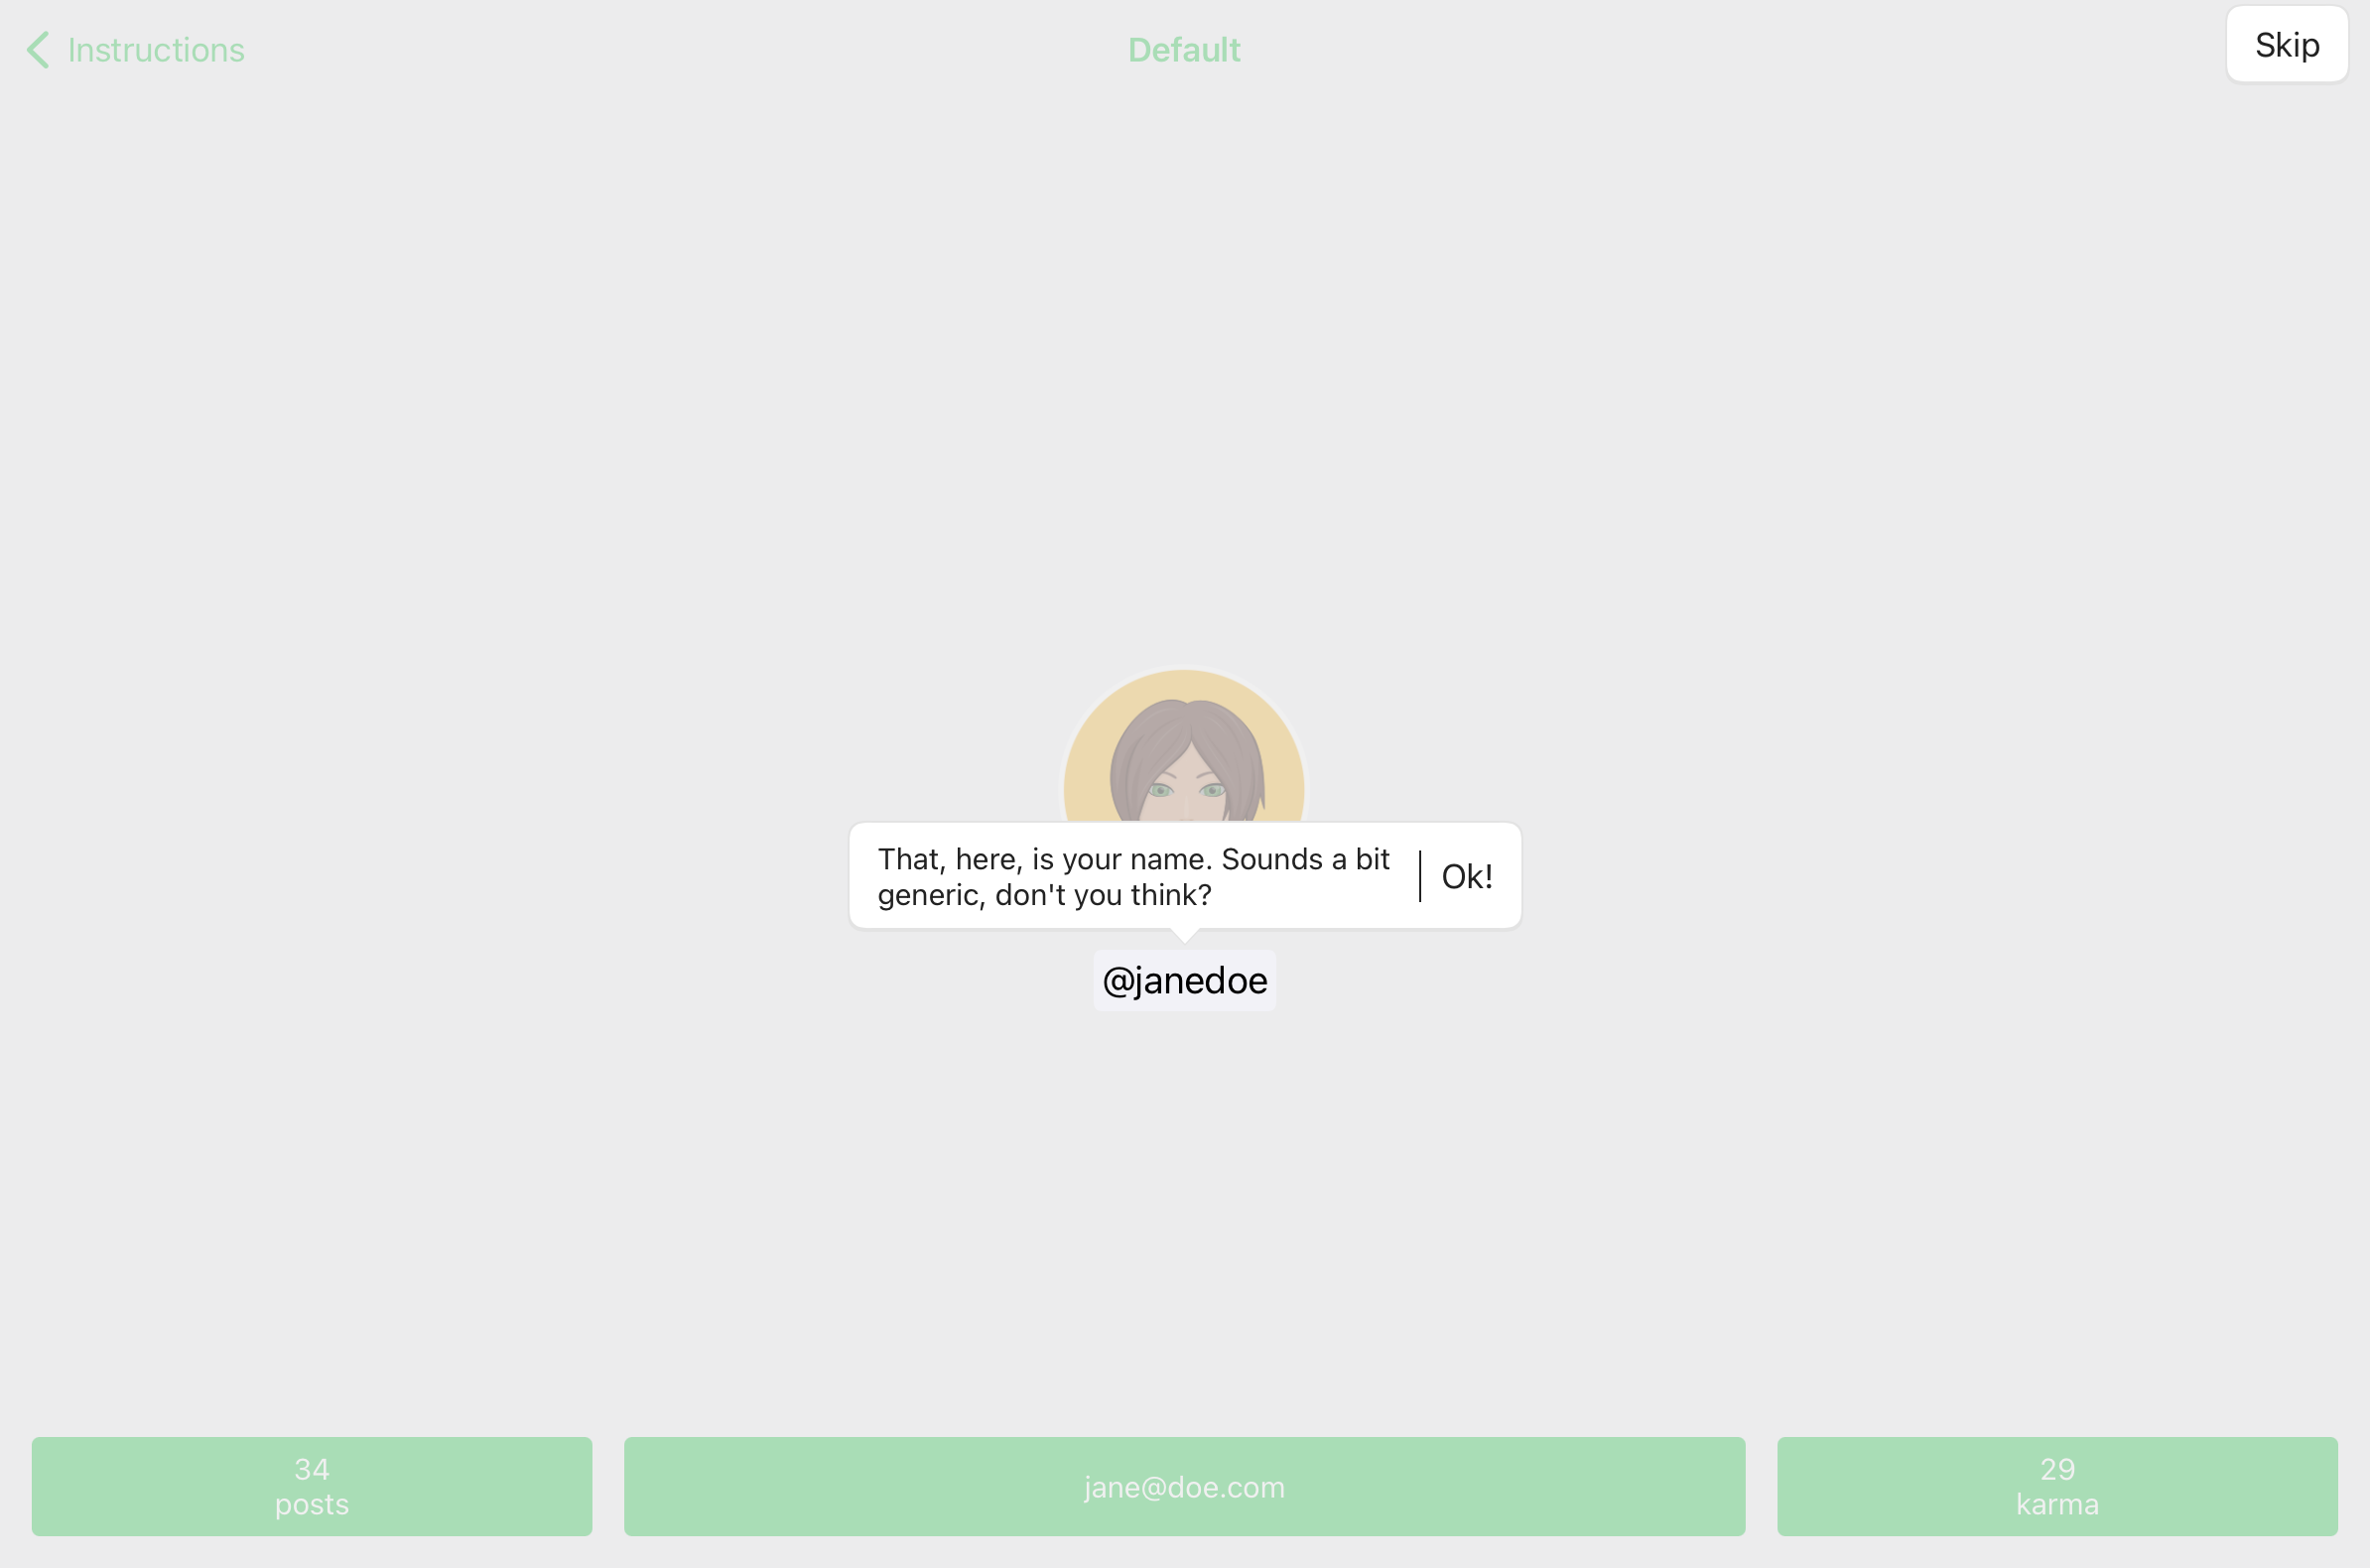 Instructions
Default
Skip
That, here, is your name. Sounds a bit
generic, don't you think?
Ok!
@janedoe
34
posts
jane@doe.com
29
karma